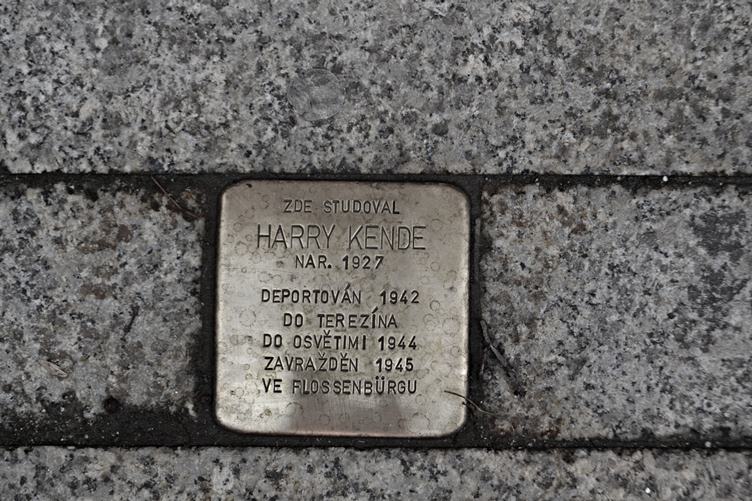 ZDE STUDOVAL
HARRY KENDE
NAR. 1927
DEPORTOVÁN 1942
DO TEREZÍNA
DO OSVĚTIMI 1944
ZAVRAŽDĚN 1945
VE FLOSSENBÜRGU